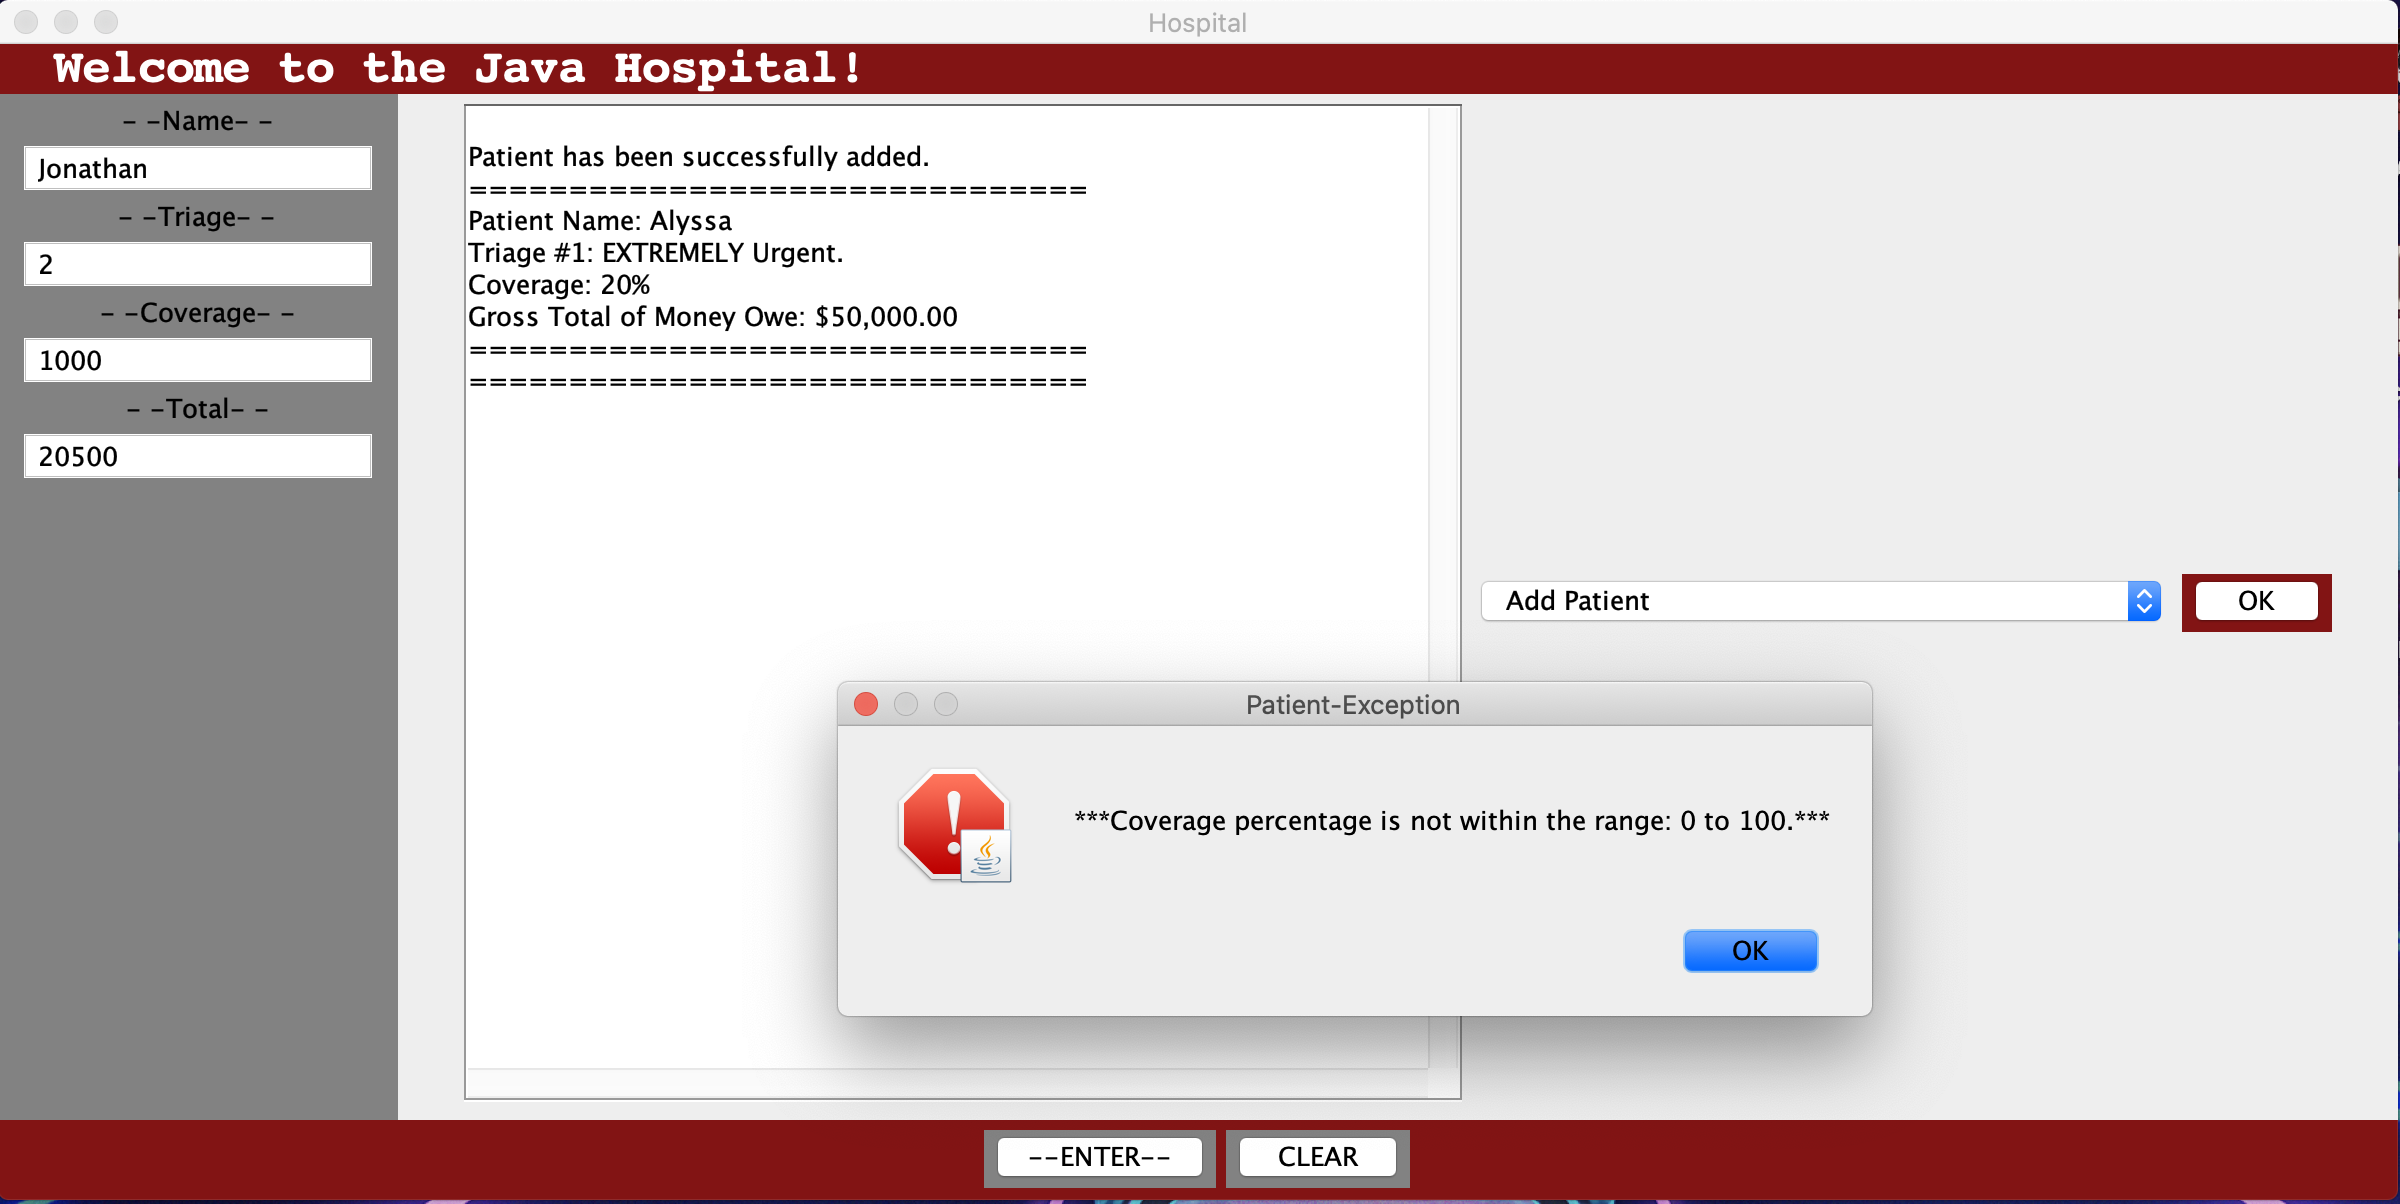 Hospital
Welcome to the Java Hospital!
- -Name- -
Jonathan
- -Triage- -
2
- -Coverage- -
1000
- -Total- -
20500
Patient has been successfully added.
===============================
Patient Name: Alyssa
Triage #1: EXTREMELY Urgent.
Coverage: 20%
Gross Total of Money Owe: $50,000.00
===============================
===============================
Add Patient
OK
Patient-Exception
***Coverage percentage is not within the range: 0 to 100.***
OK
--ENTER--
CLEAR